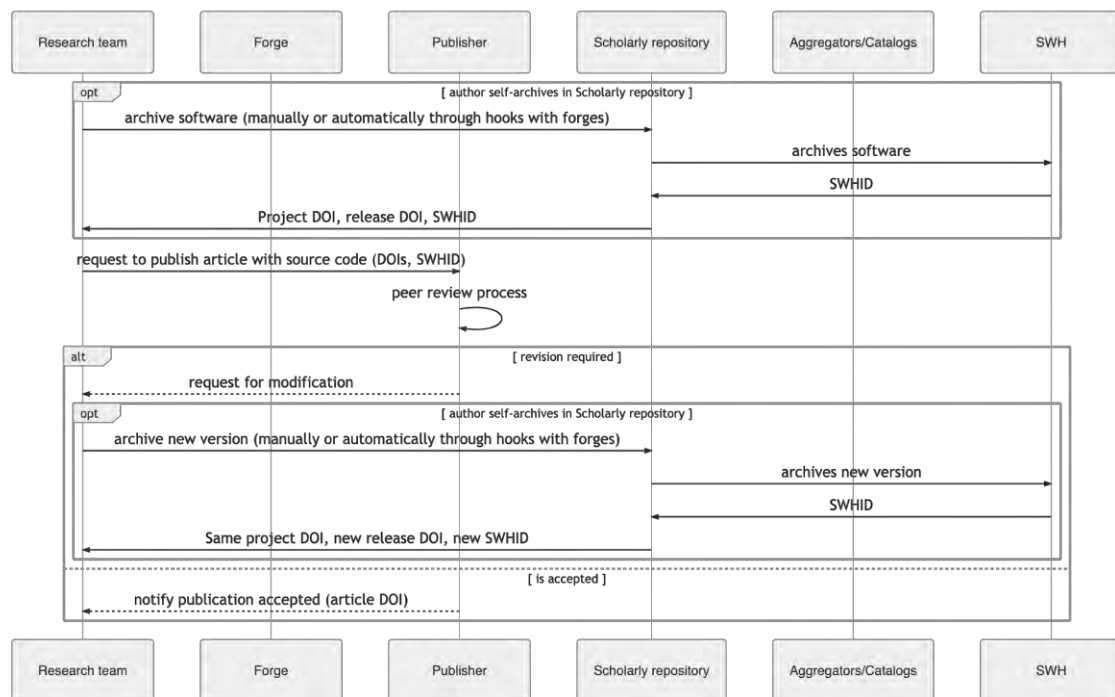 Research team
Forge
Publisher
Scholarly repository
Aggregators/Catalogs
SWH
opt
[ author self-archives in Scholarly repository ]
archive software (manually or automatically through hooks with forges)
archives software
SWHID
Project DOI, release DOI, SWHID
request to publish article with source code (DOIs, SWHID)
peer review process
alt
[ revision required ]
request for modification
opt
[ author self-archives in Scholarly repository ]
archive new version (manually or automatically through hooks with forges)
archives new version
SWHID
Same project DOI, new release DOI, new SWHID
[ is accepted ]
notify publication accepted (article DOI)
Research team
Forge
Publisher
Scholarly repository
Aggregators/Catalogs
SWH